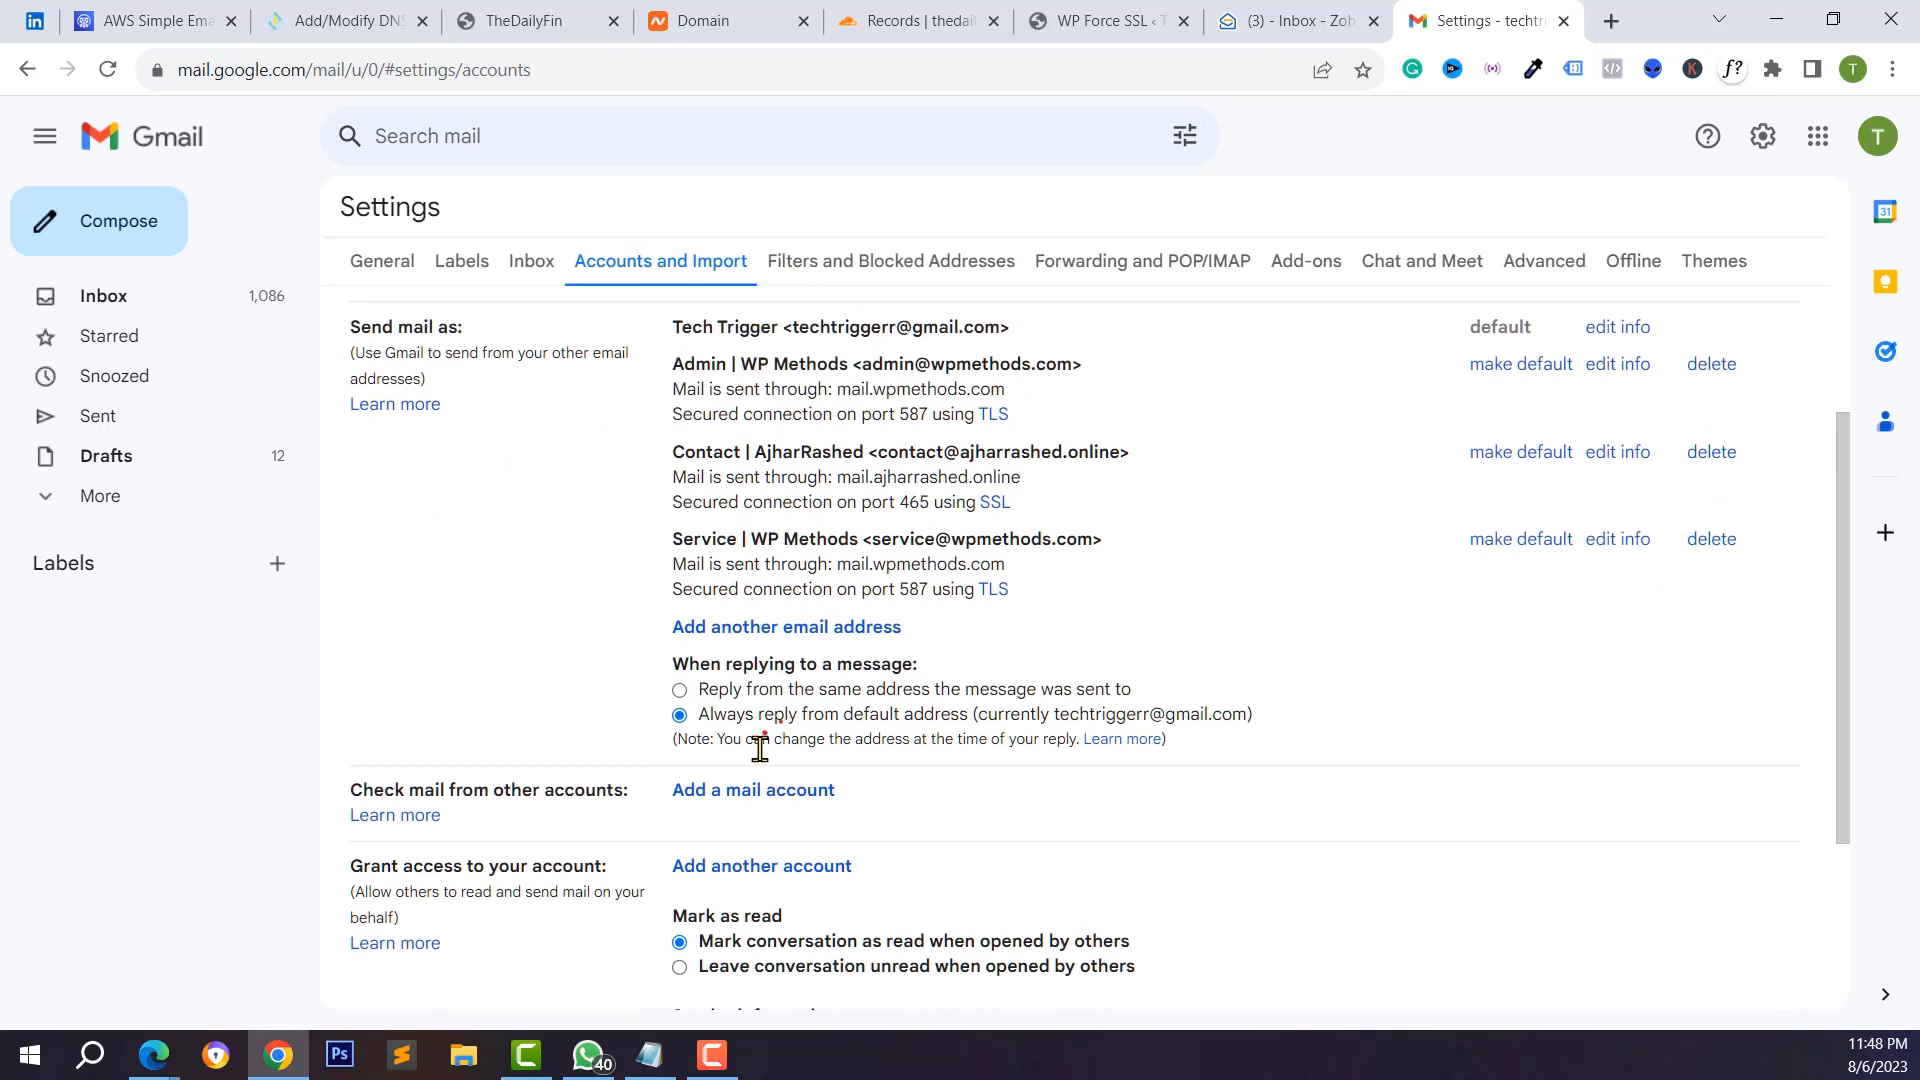 AWS Simple Ema
Add/Modify DNS
TheDailyFin
Domain
Records | thedail
WP Force SSL ‹ T
(3) - Inbox - Zoh
Settings - techtri
mail.google.com/mail/u/0/#settings/accounts
Gmail
Search mail
T
Compose
Inbox 1,086
Starred
Snoozed
Sent
Drafts 12
More
Labels
Settings
General Labels Inbox Accounts and Import Filters and Blocked Addresses Forwarding and POP/IMAP Add-ons Chat and Meet Advanced Offline Themes
Send mail as:
(Use Gmail to send from your other email
addresses)
Learn more
Tech Trigger <techtriggerr@gmail.com> default edit info
Admin | WP Methods <admin@wpmethods.com> make default edit info delete
Mail is sent through: mail.wpmethods.com
Secured connection on port 587 using TLS
Contact | AjharRashed <contact@ajharrashed.online> make default edit info delete
Mail is sent through: mail.ajharrashed.online
Secured connection on port 465 using SSL
Service | WP Methods <service@wpmethods.com> make default edit info delete
Mail is sent through: mail.wpmethods.com
Secured connection on port 587 using TLS
Add another email address
When replying to a message:
Reply from the same address the message was sent to
Always reply from default address (currently techtriggerr@gmail.com)
(Note: You can change the address at the time of your reply. Learn more)
Check mail from other accounts: Add a mail account
Learn more
Grant access to your account: Add another account
(Allow others to read and send mail on your
behalf)
Learn more
Mark as read
Mark conversation as read when opened by others
Leave conversation unread when opened by others
31
40
11:48 PM
8/6/2023